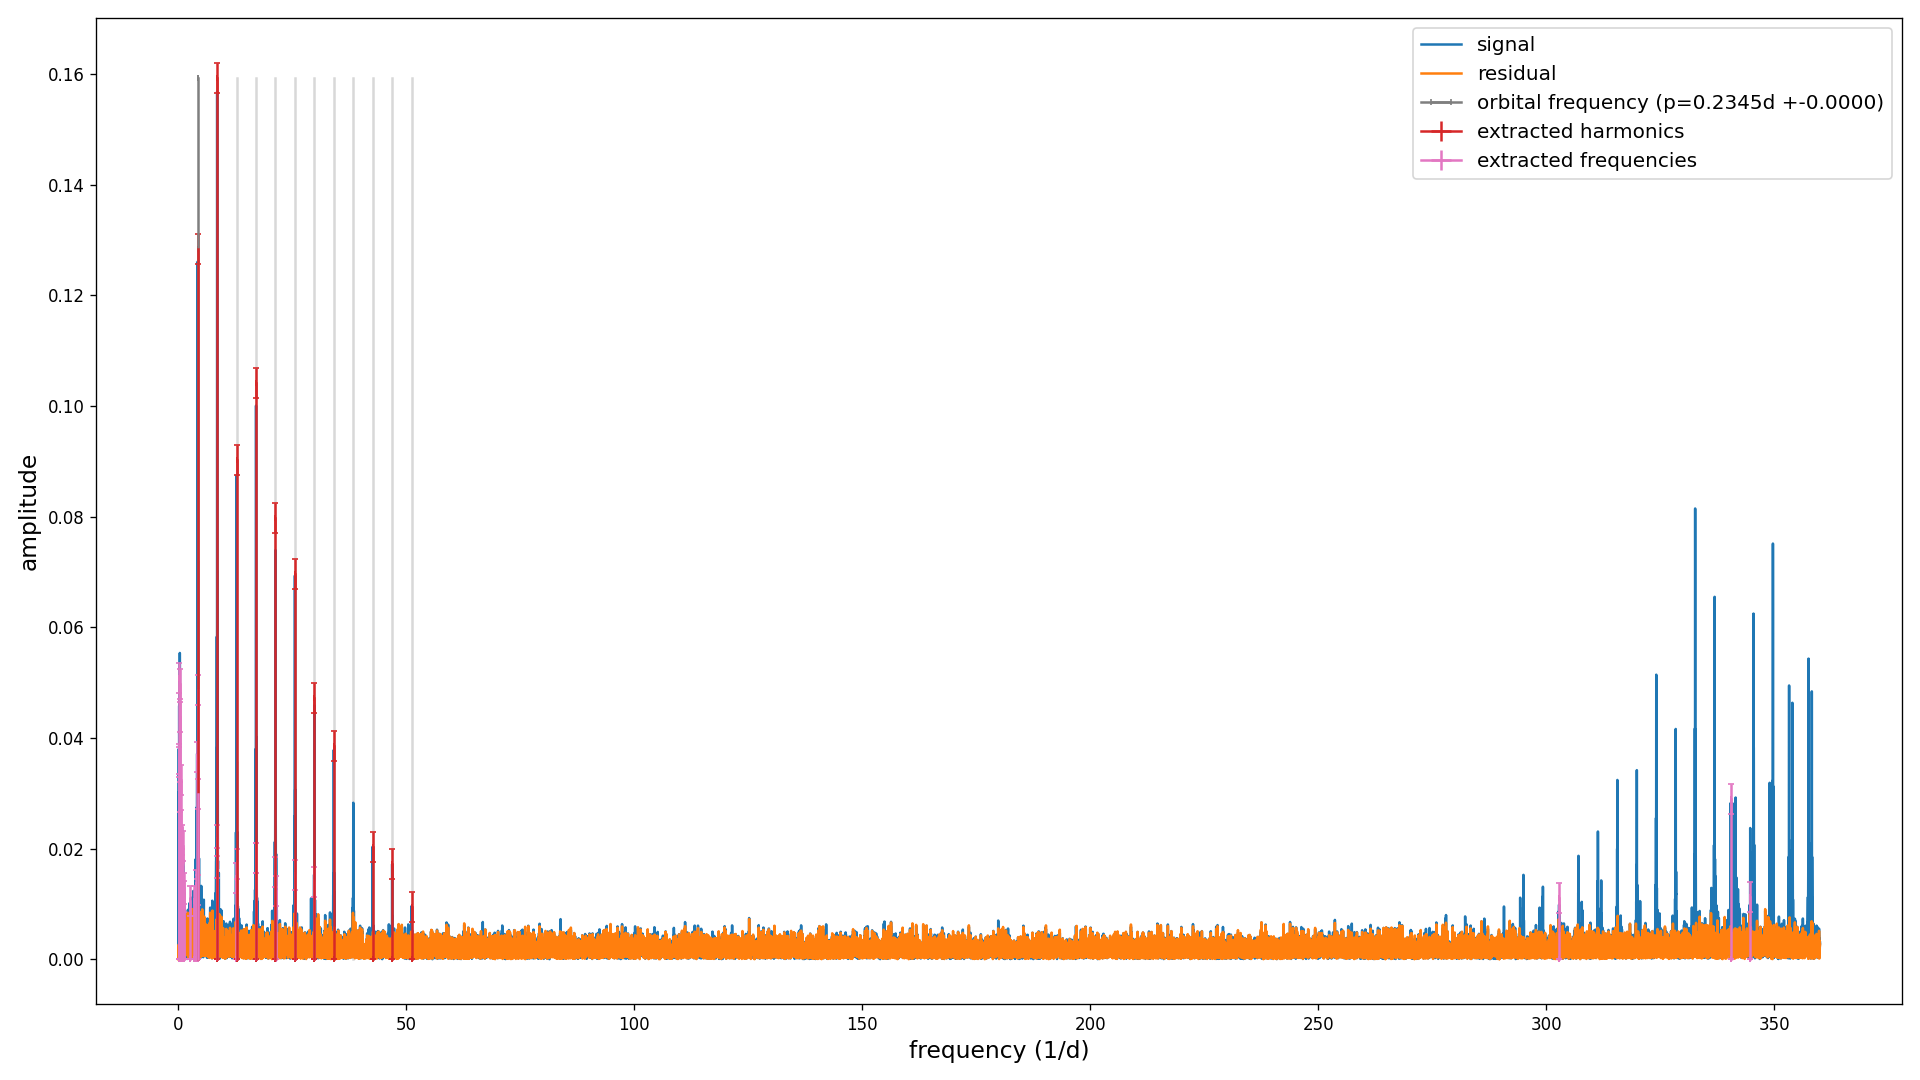 signal
residual
orbital frequency (p=0.2345d +-0.0000)
extracted harmonics
extracted frequencies
0.16
0.14
0.12
0.10
0.08
0.06
0.04
0.02
0.00
amplitude
0 50 100 150 200 250 300 350
frequency (1/d)